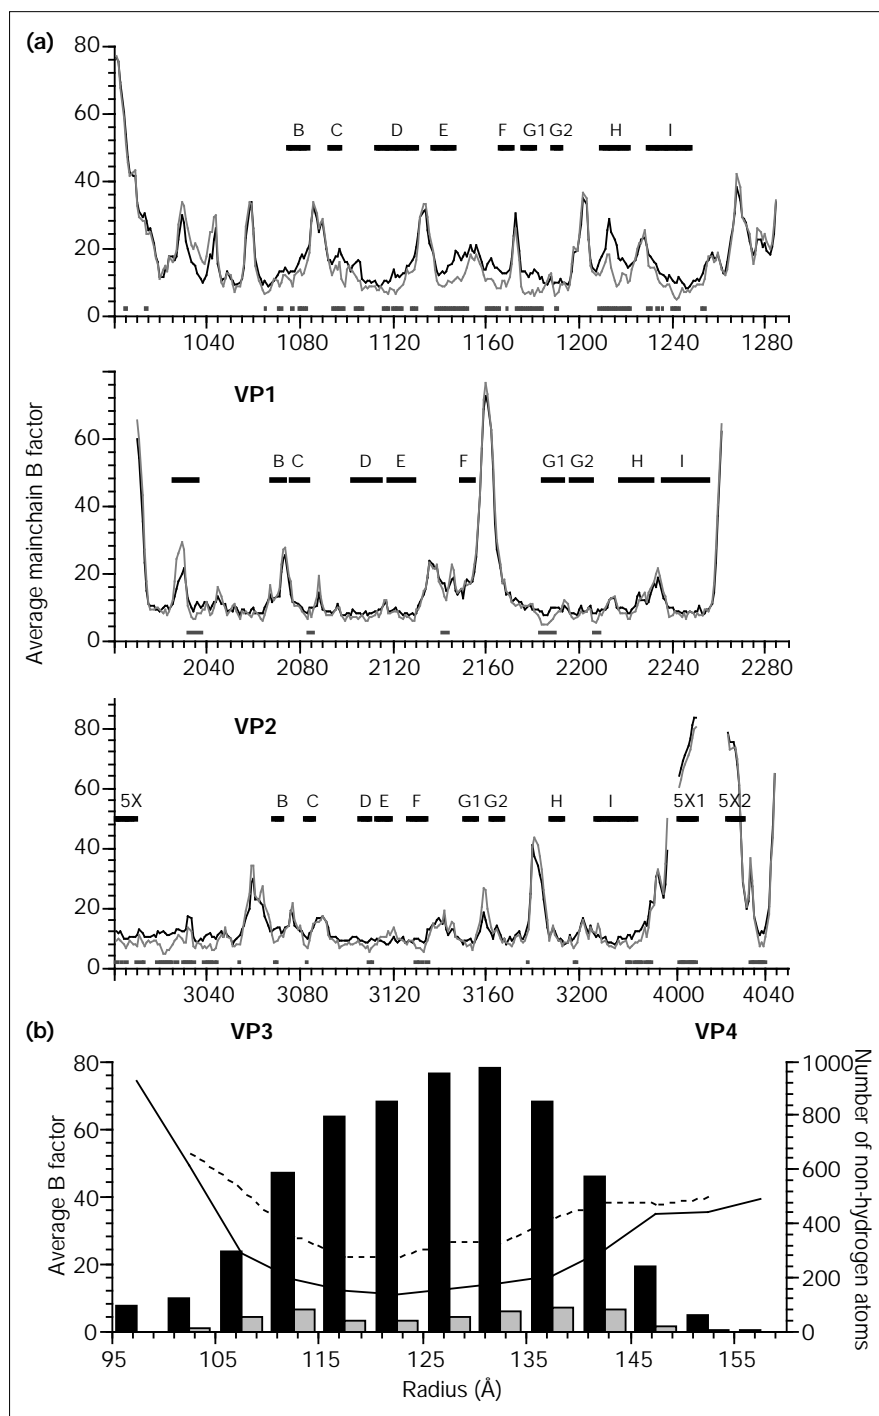 (a)
80
60
40
20
0
B C D E F G1 G2 H I
1040 1080 1120 1160 1200 1240 1280
VP1
Average mainchain B factor
60
40
20
0
B C D E F G1 G2 H I
2040 2080 2120 2160 2200 2240 2280
VP2
80
60
40
20
0
5X B C D E F G1 G2 H I 5X1 5X2
3040 3080 3120 3160 3200 4000 4040
(b)
VP3 VP4
80
60
40
20
0
Average B factor
1000
800
600
400
200
0
Number of non-hydrogen atoms
95 105 115 125 135 145 155
Radius (Å)